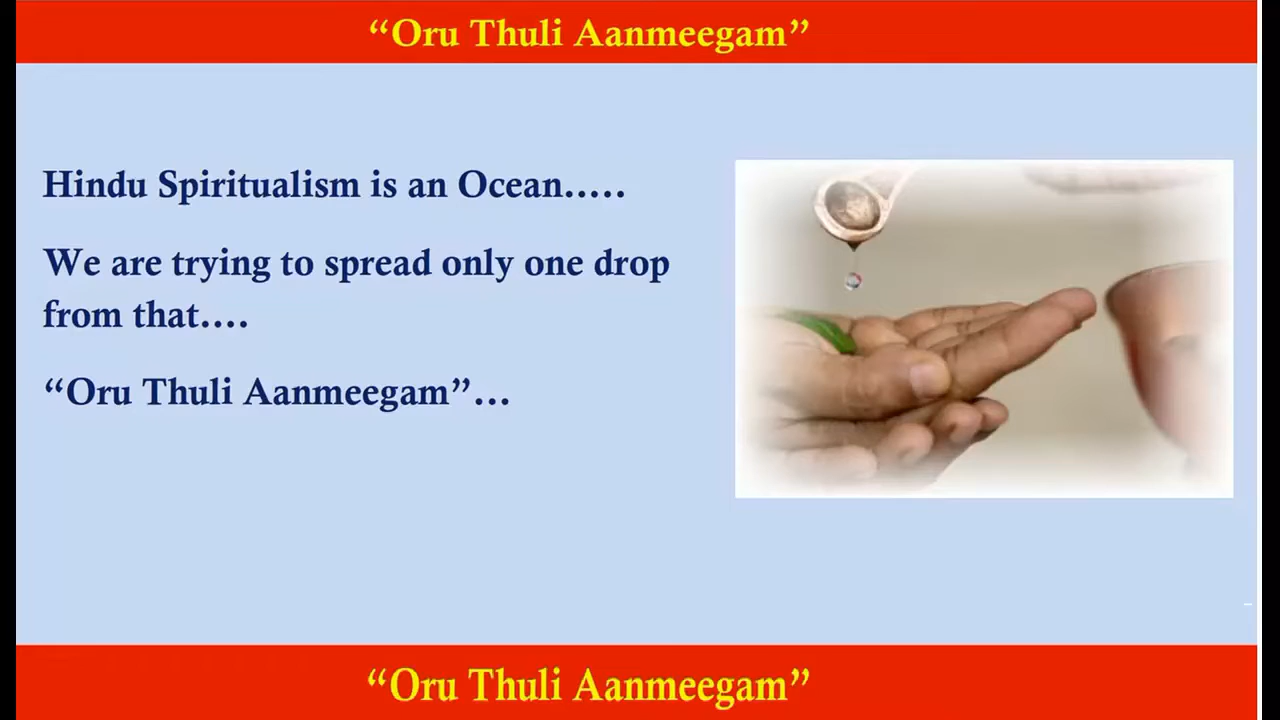 “Oru Thuli Aanmeegam”
Hindu Spiritualism is an Ocean.....
We are trying to spread only one drop
from that....
“Oru Thuli Aanmeegam”...
“Oru Thuli Aanmeegam”